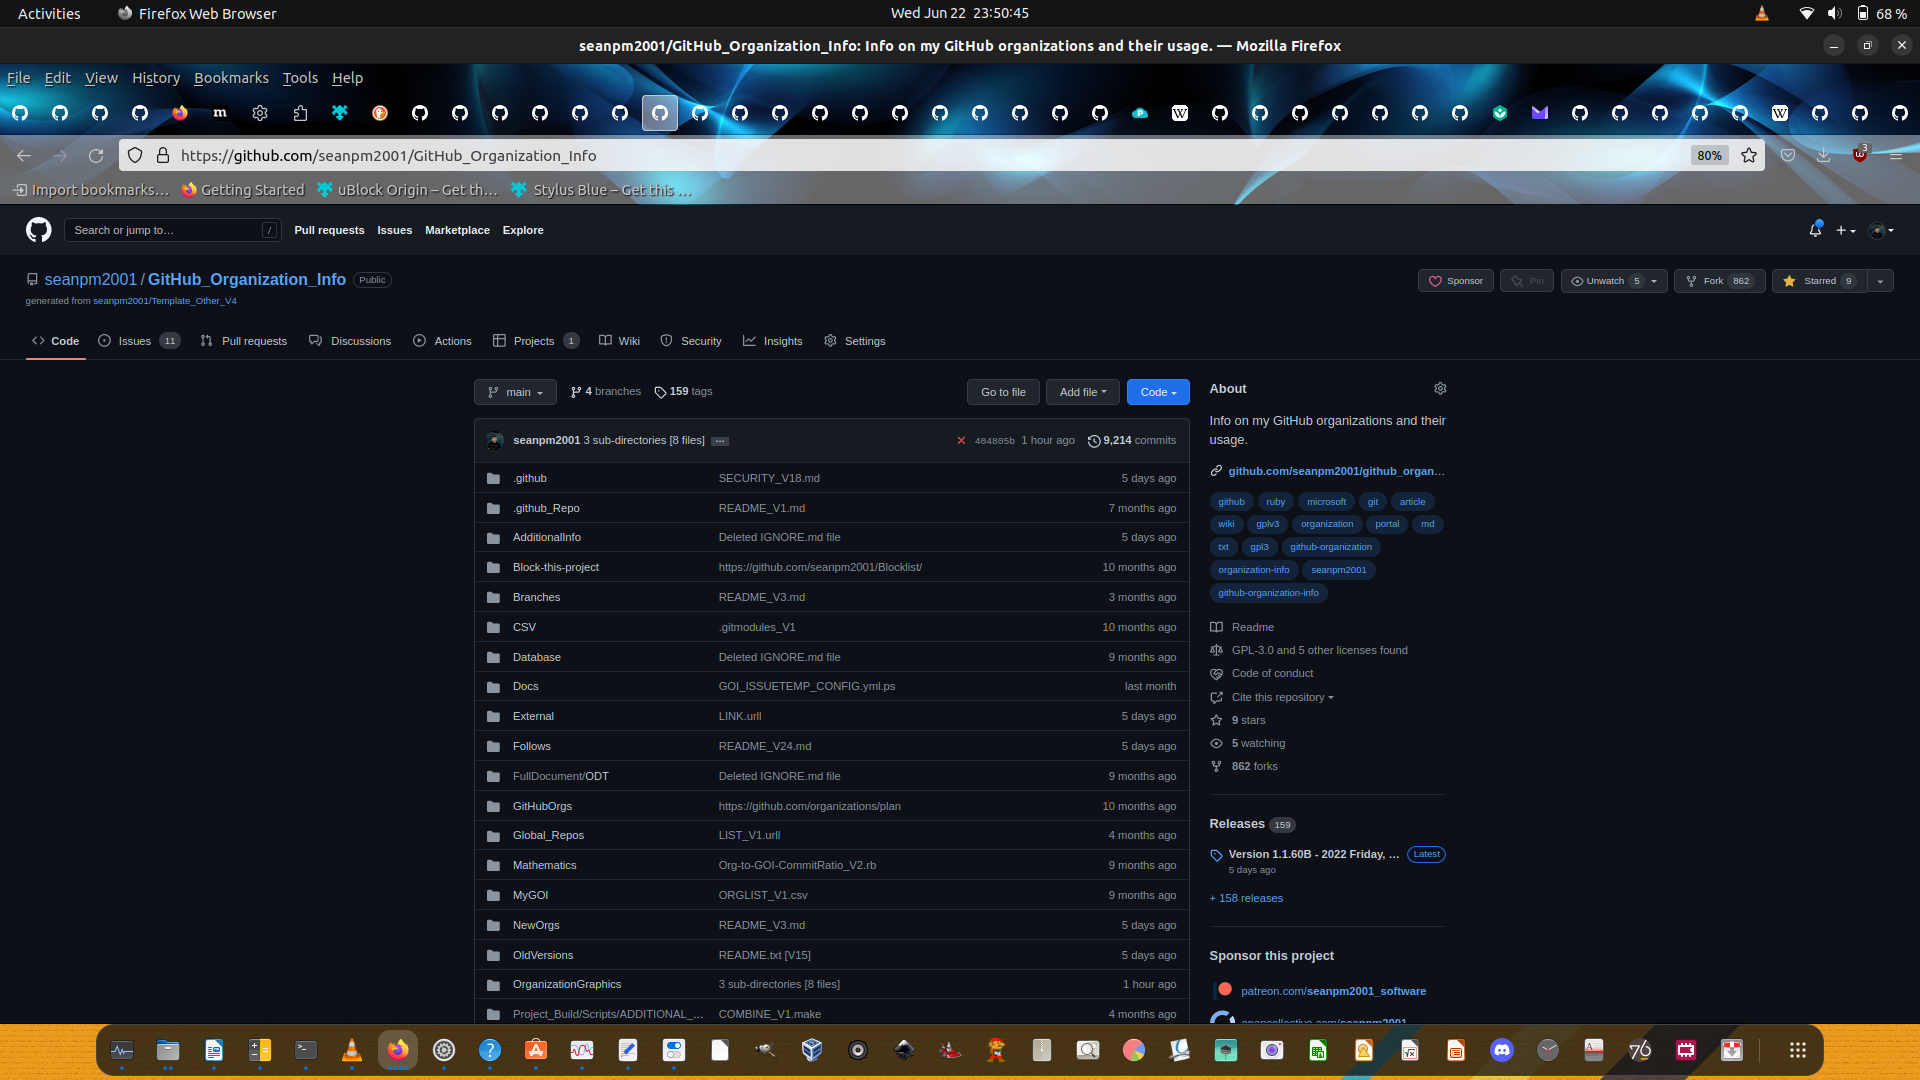 Activities
Firefox Web Browser
Wed Jun 22 23:50:45
68 %
seanpm2001/GitHub_Organization_Info: Info on my GitHub organizations and their usage. — Mozilla Firefox
File Edit View History Bookmarks Tools Help
https://github.com/seanpm2001/GitHub_Organization_Info
80%
3
Import bookmarks... Getting Started uBlock Origin – Get th... Stylus Blue – Get this ...
Search or jump to... /
Pull requests Issues Marketplace Explore
seanpm2001 / GitHub_Organization_Info Public
Sponsor Pin Unwatch 5 Fork 862 Starred 9
generated from seanpm2001/Template_Other_V4
Code Issues 11 Pull requests Discussions Actions Projects 1 Wiki Security Insights Settings
main 4 branches 159 tags Go to file Add file Code
seanpm2001 3 sub-directories [8 files] ... 404805b 1 hour ago 9,214 commits
.github SECURITY_V18.md 5 days ago
.github_Repo README_V1.md 7 months ago
AdditionalInfo Deleted IGNORE.md file 5 days ago
Block-this-project https://github.com/seanpm2001/Blocklist/ 10 months ago
Branches README_V3.md 3 months ago
CSV .gitmodules_V1 10 months ago
Database Deleted IGNORE.md file 9 months ago
Docs GOI_ISSUETEMP_CONFIG.yml.ps last month
External LINK.urll 5 days ago
Follows README_V24.md 5 days ago
FullDocument/ODT Deleted IGNORE.md file 9 months ago
GitHubOrgs https://github.com/organizations/plan 10 months ago
Global_Repos LIST_V1.urll 4 months ago
Mathematics Org-to-GOI-CommitRatio_V2.rb 9 months ago
MyGOI ORGLIST_V1.csv 9 months ago
NewOrgs README_V3.md 5 days ago
OldVersions README.txt [V15] 5 days ago
OrganizationGraphics 3 sub-directories [8 files] 1 hour ago
Project_Build/Scripts/ADDITIONAL_... COMBINE_V1.make 4 months ago
About
Info on my GitHub organizations and their
usage.
github.com/seanpm2001/github_organ...
github ruby microsoft git article
wiki gplv3 organization portal md
txt gpl3 github-organization
organization-info seanpm2001
github-organization-info
Readme
GPL-3.0 and 5 other licenses found
Code of conduct
Cite this repository
9 stars
5 watching
862 forks
Releases 159
Version 1.1.60B - 2022 Friday, ... Latest
5 days ago
+ 158 releases
Sponsor this project
patreon.com/seanpm2001_software
opencollective.com/seanpm2001